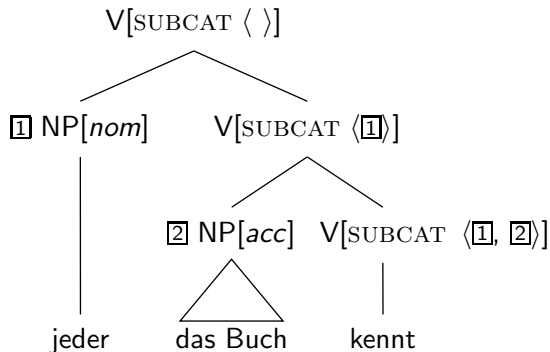 V[SUBCAT ⟨ ⟩]
1 NP[nom] V[SUBCAT ⟨1⟩]
2 NP[acc] V[SUBCAT ⟨1, 2⟩]
jeder das Buch kennt